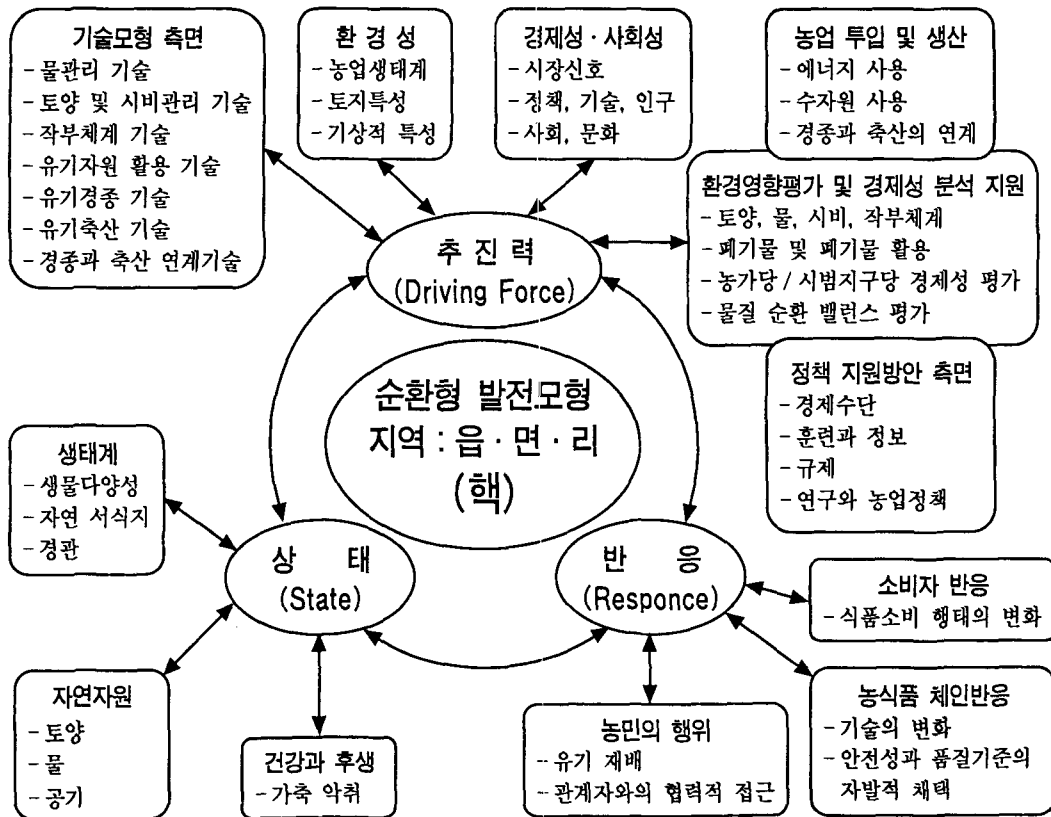 기술모형 측면
- 물관리 기술
- 토양 및 시비관리 기술
- 작부체계 기술
- 유기자원 활용 기술
- 유기경종 기술
- 유기축산 기술
- 경종과 축산 연계기술
환 경 성
- 농업생태계
- 토지특성
- 기상적 특성
경제성 · 사회성
- 시장신호
- 정책, 기술, 인구
- 사회, 문화
농업 투입 및 생산
- 에너지 사용
- 수자원 사용
- 경종과 축산의 연계
환경영향평가 및 경제성 분석 지원
- 토양, 물, 시비, 작부체계
- 폐기물 및 폐기물 활용
- 농가당 / 시범지구당 경제성 평가
- 물질 순환 밸런스 평가
정책 지원방안 측면
- 경제수단
- 훈련과 정보
- 규제
- 연구와 농업정책
추 진 력
(Driving Force)
순환형 발전모형
지역 : 읍 · 면 · 리
(핵)
생태계
- 생물다양성
- 자연 서식지
- 경관
상 태
(State)
반 응
(Responce)
소비자 반응
- 식품소비 행태의 변화
자연자원
- 토양
- 물
- 공기
건강과 후생
- 가축 악취
농민의 행위
- 유기 재배
- 관계자와의 협력적 접근
농식품 체인반응
- 기술의 변화
- 안전성과 품질기준의
자발적 채택